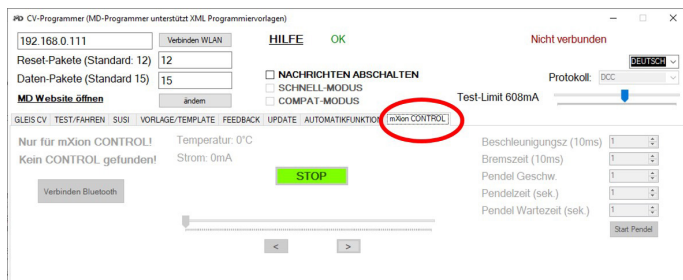 CV-Programmer (MD-Programmer unterstützt XML Programmiervorlagen)
192.168.0.111 Verbinden WLAN HILFE OK Nicht verbunden
Reset-Pakete (Standard: 12) 12 DEUTSCH
Daten-Pakete (Standard 15) 15 NACHRICHTEN ABSCHALTEN Protokoll: DCC
SCHNELL-MODUS
MD Website öffnen ändern COMPAT-MODUS Test-Limit 608mA
GLEIS CV TEST/FAHREN SUSI VORLAGE/TEMPLATE FEEDBACK UPDATE AUTOMATIKFUNKTION mXion CONTROL
Nur für mXion CONTROL! Temperatur: 0°C Beschleunigungsz (10ms) 1
Kein CONTROL gefunden! Strom: 0mA Bremszeit (10ms) 1
STOP Pendel Geschw. 1
Verbinden Bluetooth Pendelzeit (sek.) 1
Pendel Wartezeit (sek.) 1
Start Pendel
< >